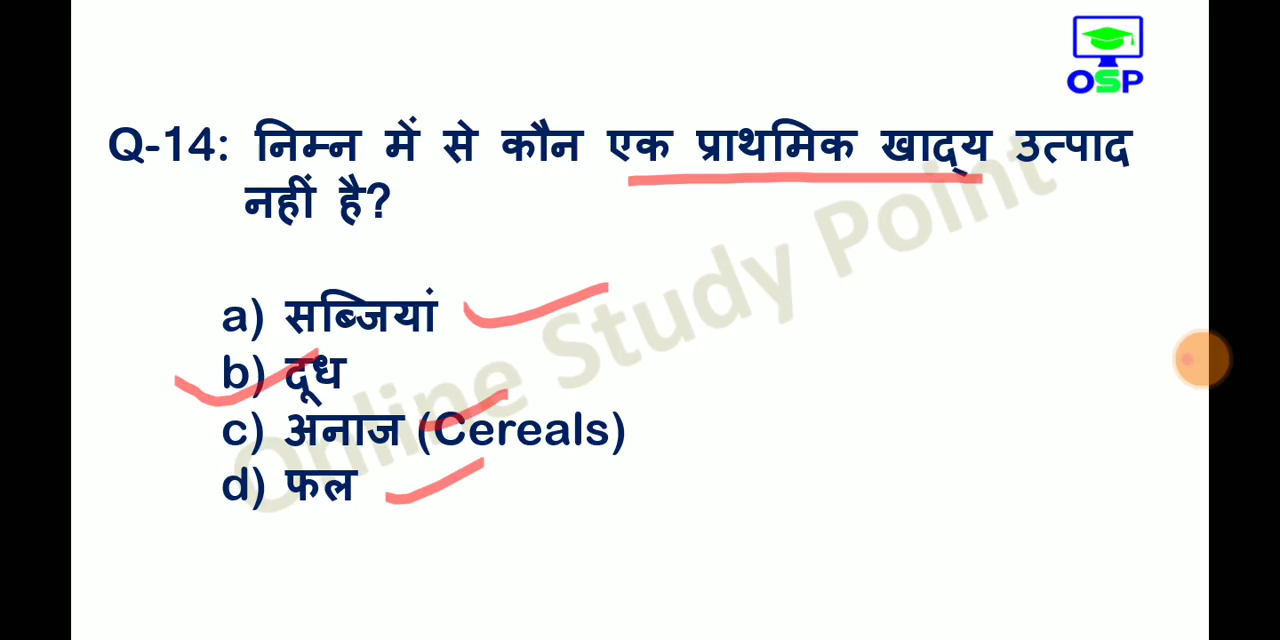 OSP
Q-14: निम्न में से कौन एक प्राथमिक खाद्य उत्पाद
नहीं है?
a) सब्जियां
b) दूध
c) अनाज (Cereals)
d) फल
Online Study Point